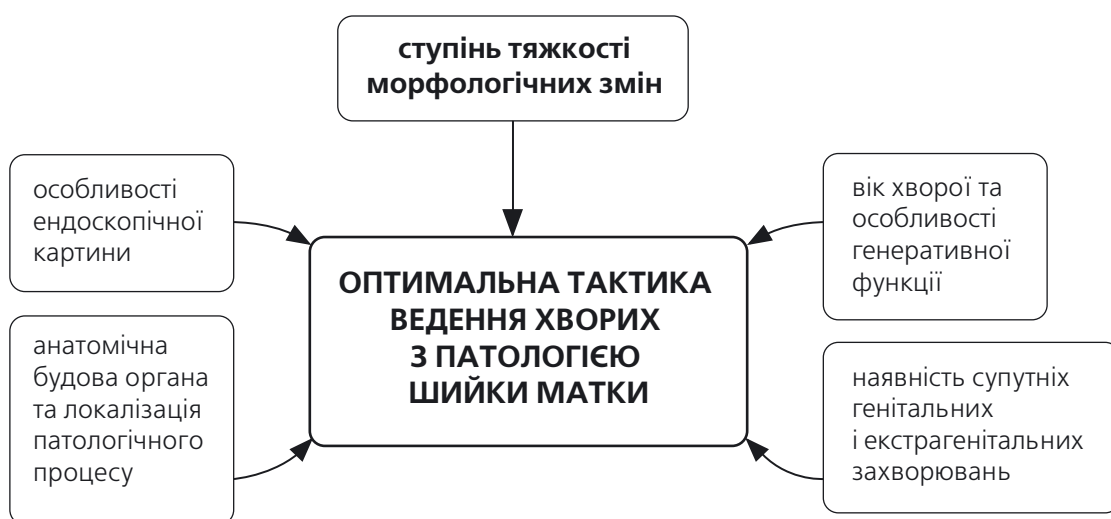 ступінь тяжкості
морфологічних змін
особливості
ендоскопічної
картини
вік хворої та
особливості
генеративної
функції
ОПТИМАЛЬНА ТАКТИКА
ВЕДЕННЯ ХВОРИХ
З ПАТОЛОГІЄЮ
ШИЙКИ МАТКИ
анатомічна
будова органа
та локалізація
патологічного
процесу
наявність супутніх
генітальних
і екстрагенітальних
захворювань